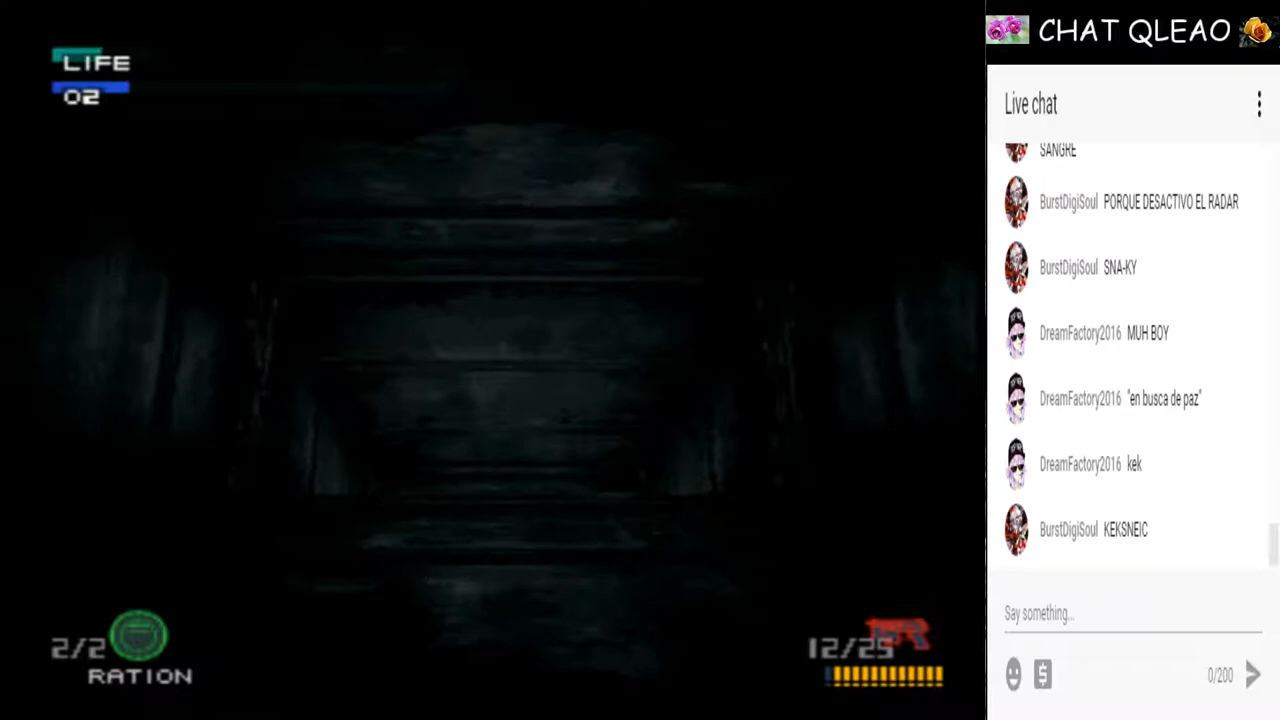 LIFE
O2
2/2
RATION
12/25
CHAT QLEAO
Live chat
SANGRE
BurstDigiSoul PORQUE DESACTIVO EL RADAR
BurstDigiSoul SNA-KY
DreamFactory2016 MUH BOY
DreamFactory2016 "en busca de paz"
DreamFactory2016 kek
BurstDigiSoul KEKSNEIC
Say something...
0/200